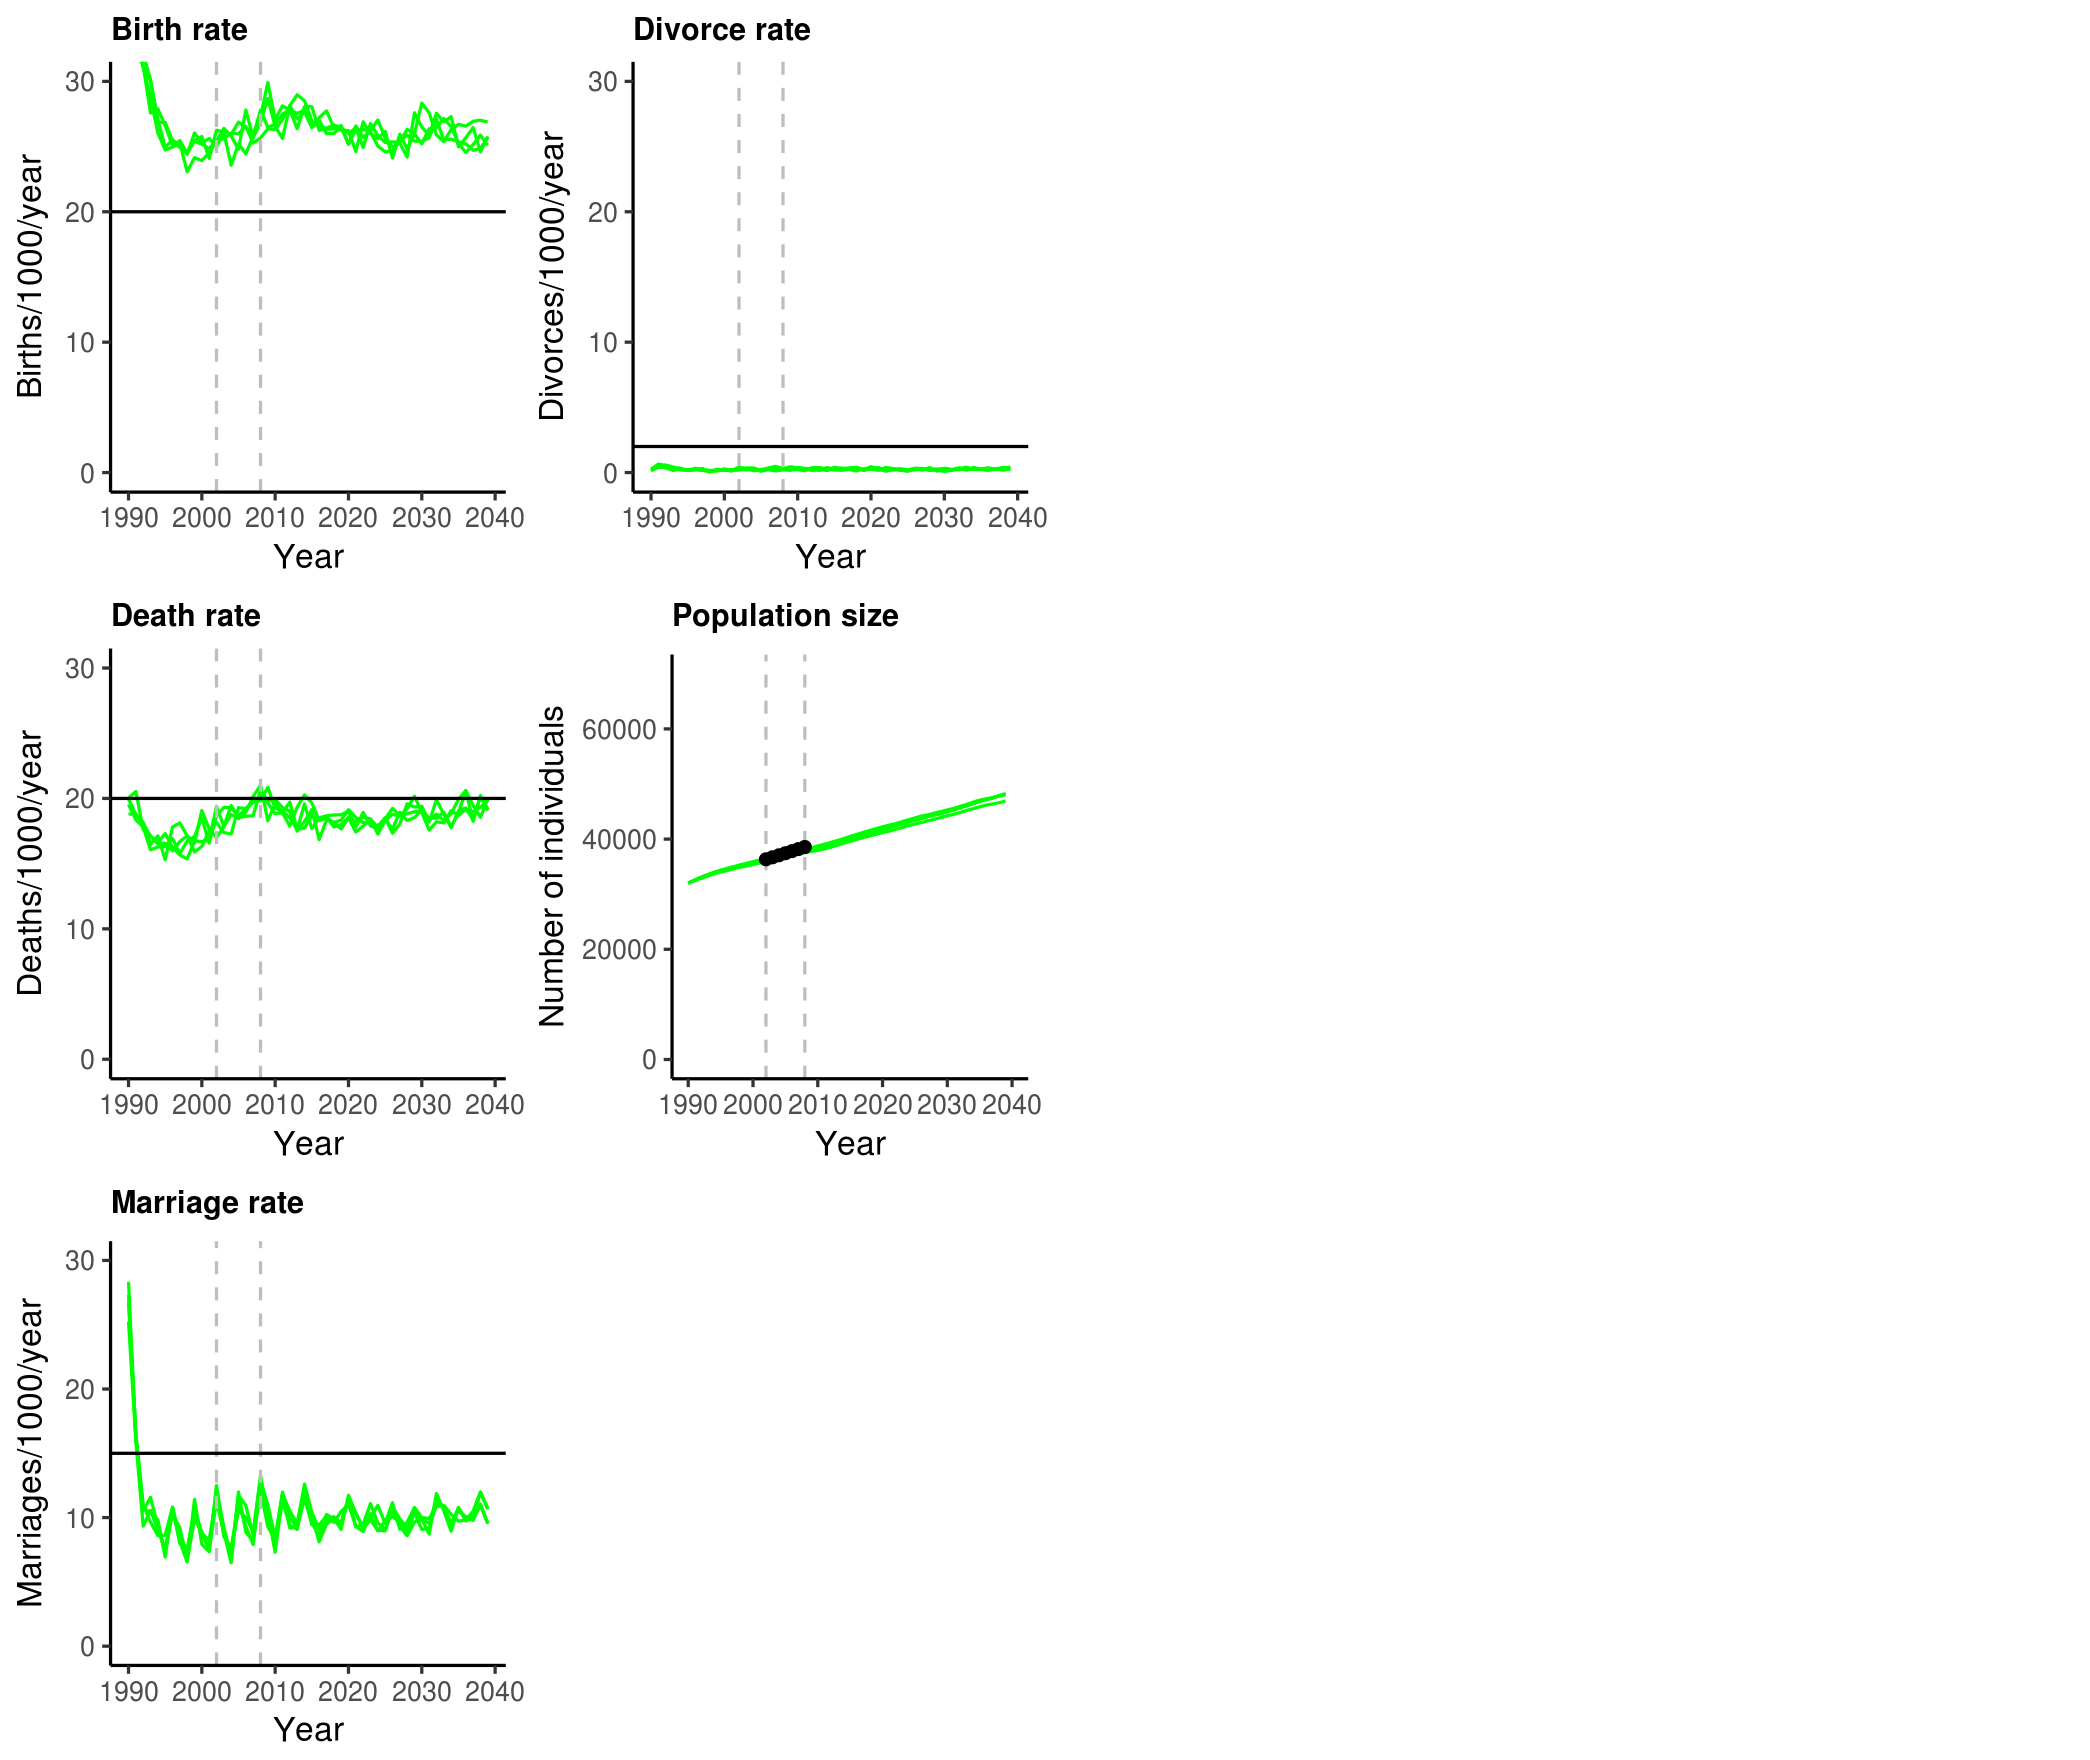 Birth rate
Births/1000/year
30
20
10
0
1990 2000 2010 2020 2030 2040
Year
Divorce rate
Divorces/1000/year
30
20
10
0
1990 2000 2010 2020 2030 2040
Year
Death rate
Deaths/1000/year
30
20
10
0
1990 2000 2010 2020 2030 2040
Year
Population size
Number of individuals
60000
40000
20000
0
1990 2000 2010 2020 2030 2040
Year
Marriage rate
Marriages/1000/year
30
20
10
0
1990 2000 2010 2020 2030 2040
Year